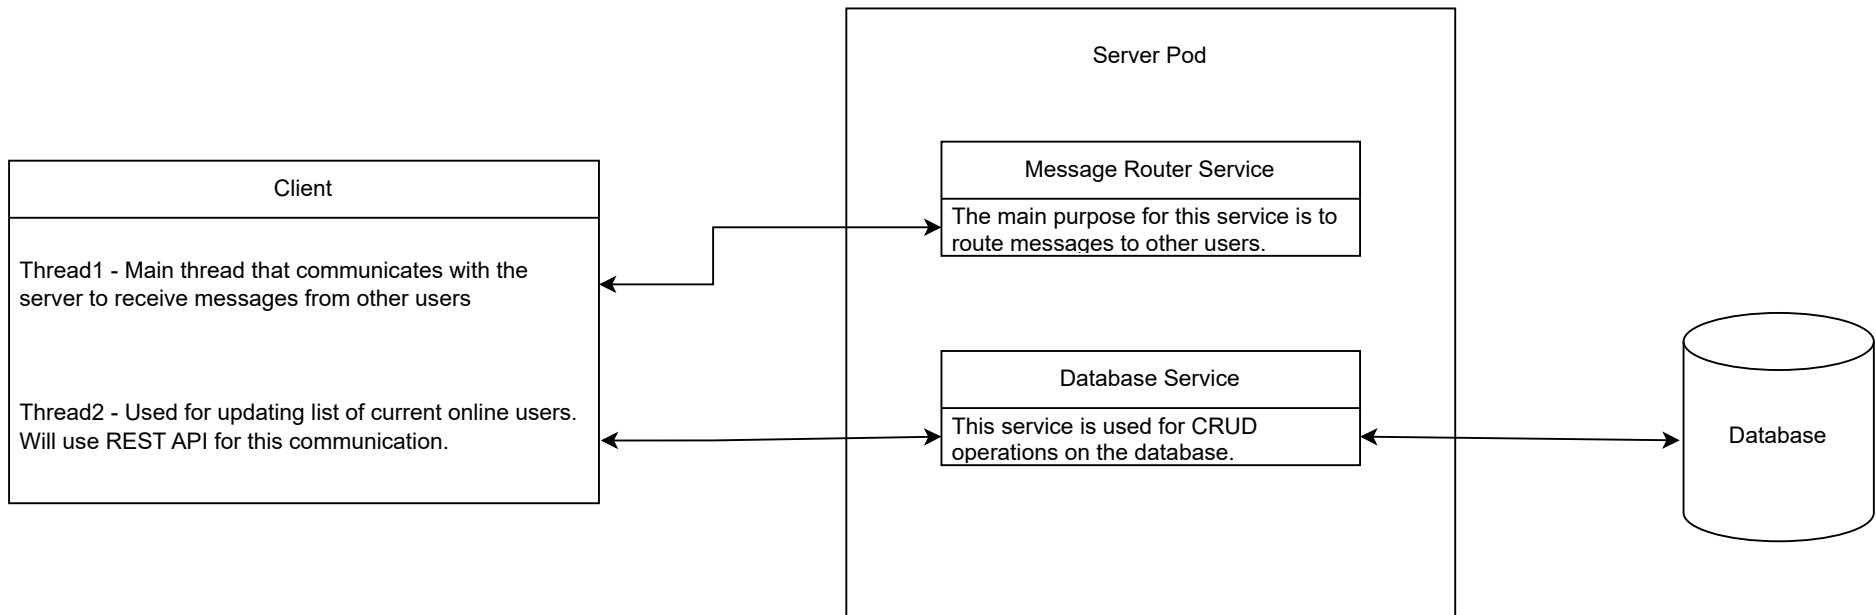 Server Pod
Client
Thread1 - Main thread that communicates with the
server to receive messages from other users
Thread2 - Used for updating list of current online users.
Will use REST API for this communication.
Message Router Service
The main purpose for this service is to
route messages to other users.
Database Service
This service is used for CRUD
operations on the database.
Database